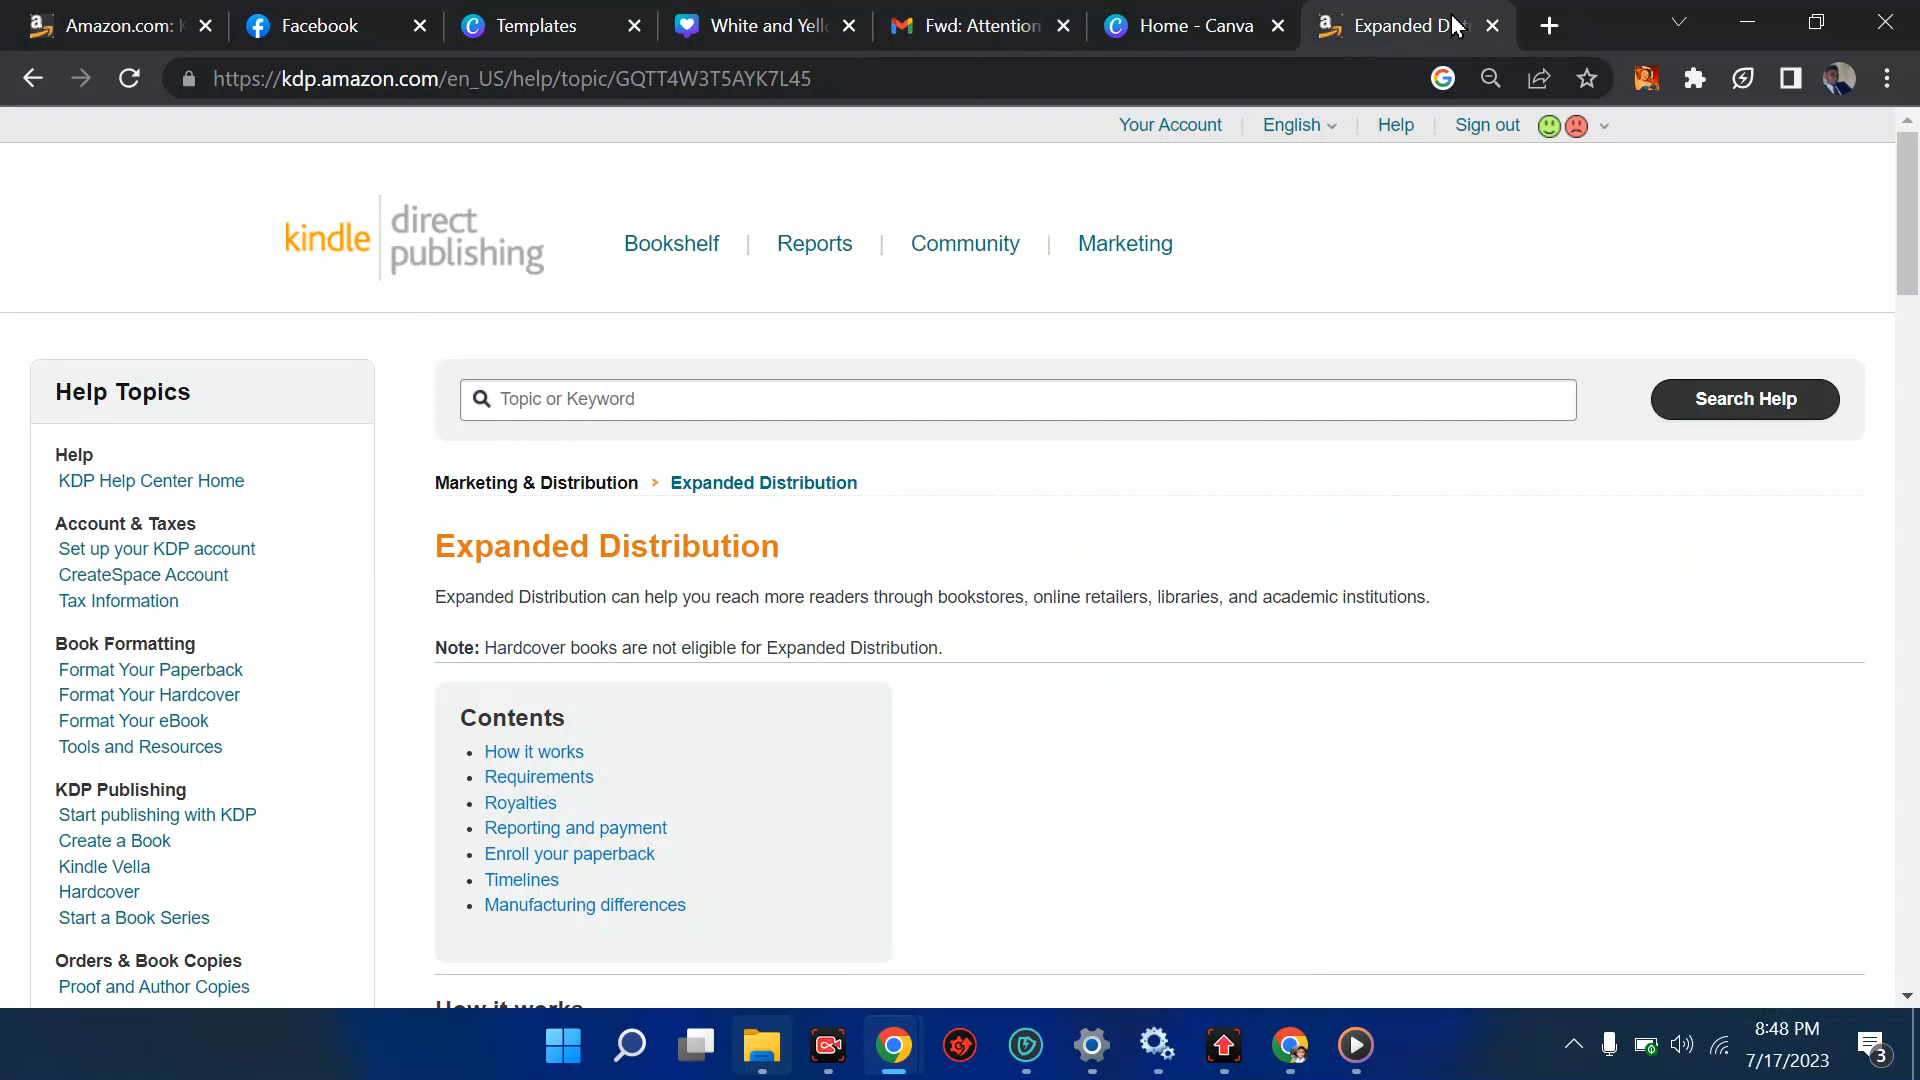 Amazon.com:
Facebook
Templates
White and Yell
Fwd: Attention
Home - Canva
Expanded D
https://kdp.amazon.com/en_US/help/topic/GQTT4W3T5AYK7L45
Your Account
English
Help
Sign out
kindle direct publishing
Bookshelf
Reports
Community
Marketing
Help Topics
Help
KDP Help Center Home
Account & Taxes
Set up your KDP account
CreateSpace Account
Tax Information
Book Formatting
Format Your Paperback
Format Your Hardcover
Format Your eBook
Tools and Resources
KDP Publishing
Start publishing with KDP
Create a Book
Kindle Vella
Hardcover
Start a Book Series
Orders & Book Copies
Proof and Author Copies
Topic or Keyword
Search Help
Marketing & Distribution > Expanded Distribution
Expanded Distribution
Expanded Distribution can help you reach more readers through bookstores, online retailers, libraries, and academic institutions.
Note: Hardcover books are not eligible for Expanded Distribution.
Contents
• How it works
• Requirements
• Royalties
• Reporting and payment
• Enroll your paperback
• Timelines
• Manufacturing differences
How it works
8:48 PM
7/17/2023
3